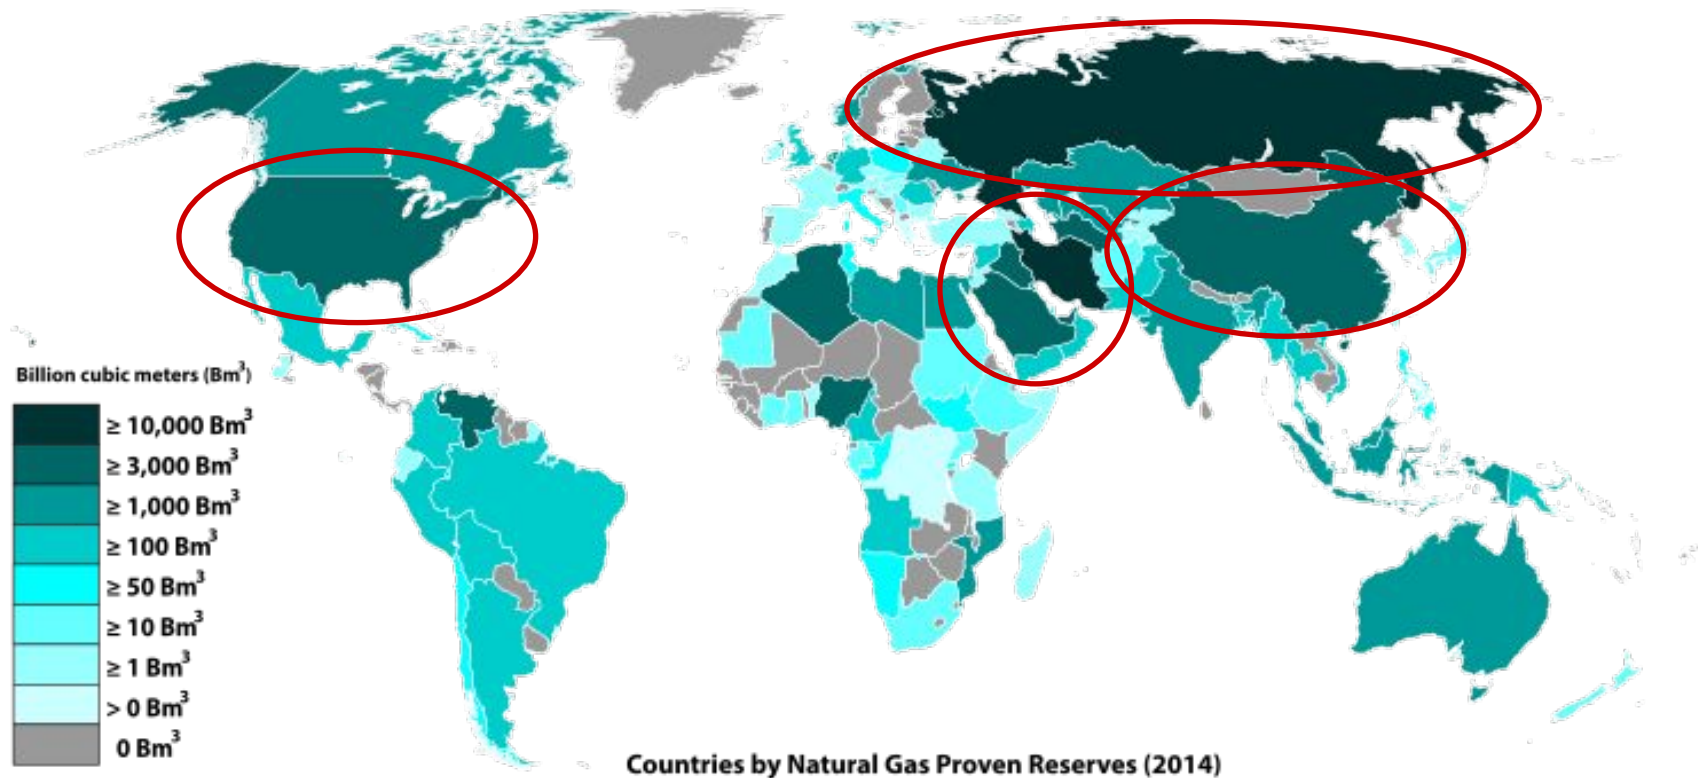 Billion cubic meters (Bm³)
≥ 10,000 Bm³
≥ 3,000 Bm³
≥ 1,000 Bm³
≥ 100 Bm³
≥ 50 Bm³
≥ 10 Bm³
≥ 1 Bm³
> 0 Bm³
0 Bm³
Countries by Natural Gas Proven Reserves (2014)